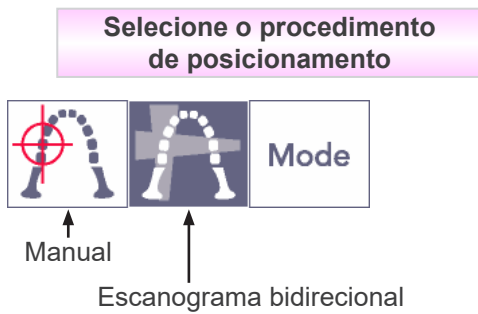 Selecione o procedimento
de posicionamento
Mode
Manual
Escanograma bidirecional